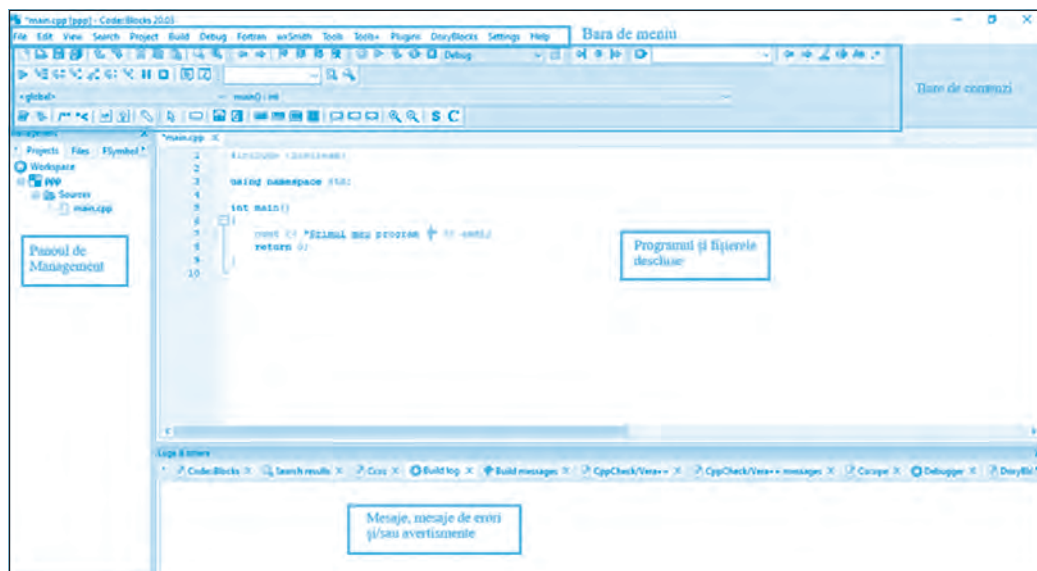 *main.cpp [ppp] - Code::Blocks 20.03
File Edit View Search Project Build Debug Fortran wxSmith Tools Tools+ Plugins DoxyBlocks Settings Help
Bara de meniu
Debug
Bare de comenzi
<global>
main() : int
S C
Management
Projects Files FSymbol
*main.cpp
Workspace
ppp
Sources
main.cpp
1 #include <iostream>
2
3 using namespace std;
4
5 int main()
6 {
7 cout << "Primul meu program" << endl;
8 return 0;
9 }
10
Panoul de
Management
Programul și fișierele
deschise
Logs & others
Code::Blocks Search results Cccc Build log Build messages CppCheck/Vera++ CppCheck/Vera++ messages Cscope Debugger DoxyBl
Mesaje, mesaje de erori
și/sau avertismente